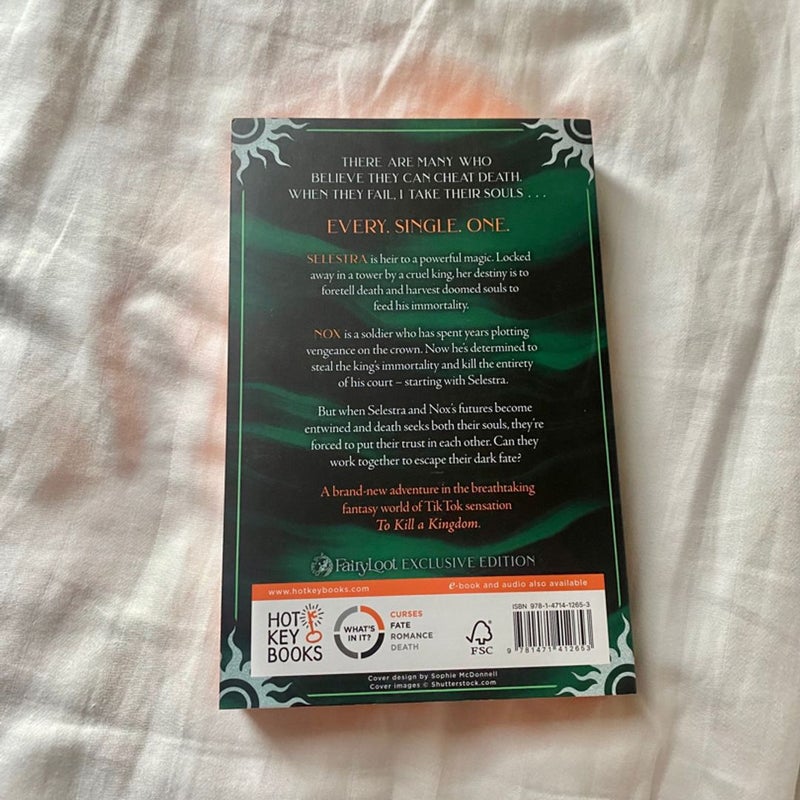 THERE ARE MANY WHO
BELIEVE THEY CAN CHEAT DEATH.
WHEN THEY FAIL, I TAKE THEIR SOULS . . .
EVERY. SINGLE. ONE.
SELESTRA is heir to a powerful magic. Locked
away in a tower by a cruel king, her destiny is to
foretell death and harvest doomed souls to
feed his immortality.
NOX is a soldier who has spent years plotting
vengeance on the crown. Now he's determined to
steal the king's immortality and kill the entirety
of his court – starting with Selestra.
But when Selestra and Nox's futures become
entwined and death seeks both their souls, they're
forced to put their trust in each other. Can they
work together to escape their dark fate?
A brand-new adventure in the breathtaking
fantasy world of TikTok sensation
To Kill a Kingdom.
FairyLoot EXCLUSIVE EDITION
www.hotkeybooks.com
e-book and audio also available
HOT
KEY
BOOKS
WHAT'S
IN IT?
CURSES
FATE
ROMANCE
DEATH
FSC
ISBN 978-1-4714-1265-3
9 781471 412653
Cover design by Sophie McDonnell
Cover images © Shutterstock.com